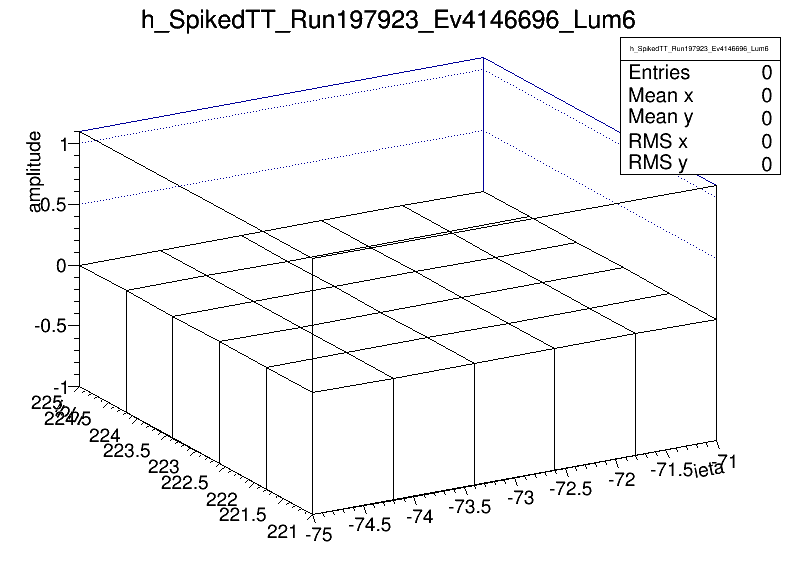 h_SpikedTT_Run197923_Ev4146696_Lum6
h_SpikedTT_Run197923_Ev4146696_Lum6
Entries 0
Mean x 0
Mean y 0
RMS x 0
RMS y 0
amplitude
1
0.5
0
-0.5
-1
225
224.5
224
223.5
223
222.5
222
221.5
221
-75
-74.5
-74
-73.5
-73
-72.5
-72
-71.5
-71
ieta